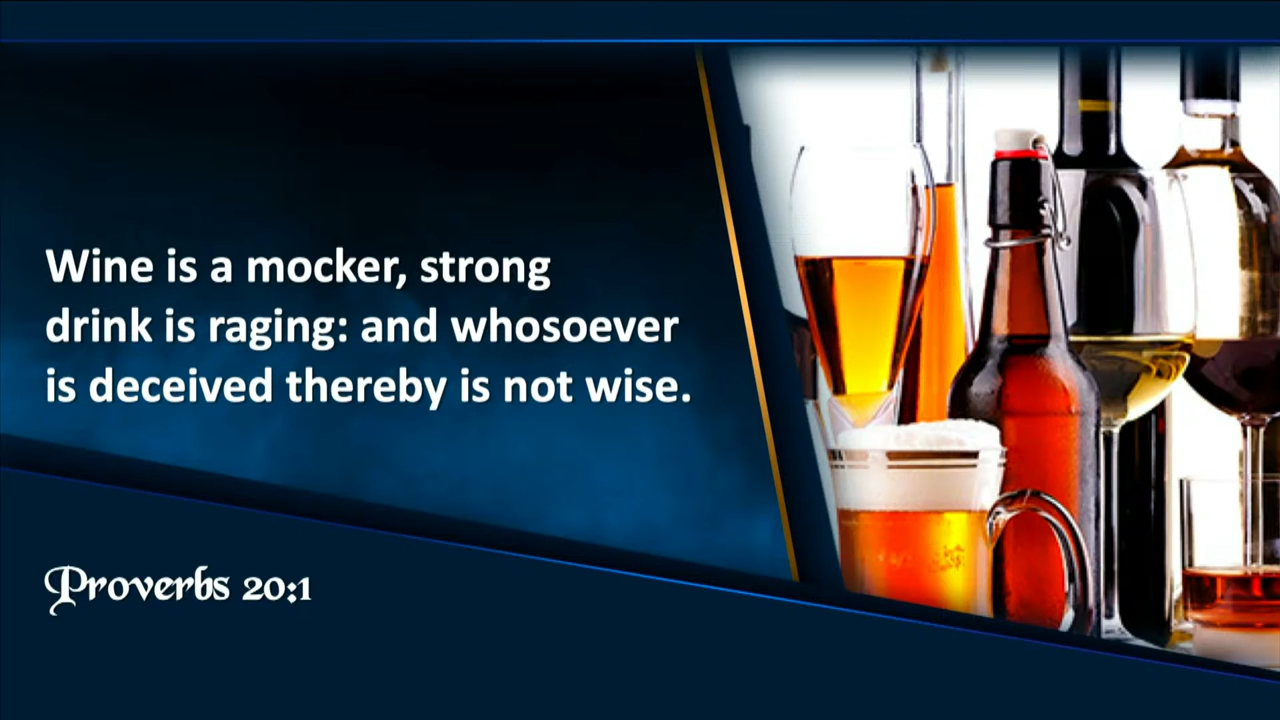 Wine is a mocker, strong
drink is raging: and whosoever
is deceived thereby is not wise.
Proverbs 20:1